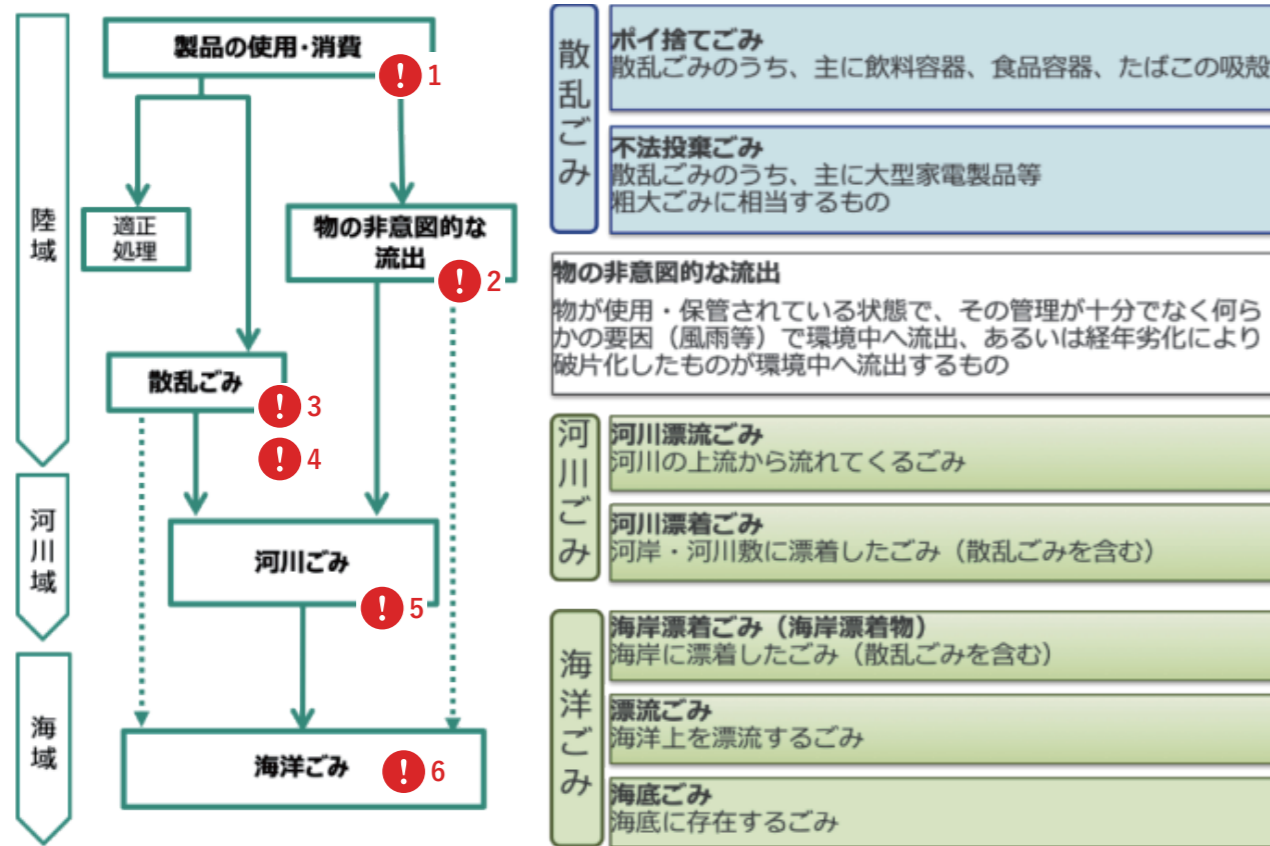 製品の使用・消費
1
適正
処理
物の非意図的な
流出
2
散乱ごみ
3
4
河川ごみ
5
海洋ごみ
6
陸域
河川域
海域
散乱ごみ
ポイ捨てごみ
散乱ごみのうち、主に飲料容器、食品容器、たばこの吸殻
不法投棄ごみ
散乱ごみのうち、主に大型家電製品等
粗大ごみに相当するもの
物の非意図的な流出
物が使用・保管されている状態で、その管理が十分でなく何ら
かの要因（風雨等）で環境中へ流出、あるいは経年劣化により
破片化したものが環境中へ流出するもの
河川ごみ
河川漂流ごみ
河川の上流から流れてくるごみ
河川漂着ごみ
河岸・河川敷に漂着したごみ（散乱ごみを含む）
海洋ごみ
海岸漂着ごみ（海岸漂着物）
海岸に漂着したごみ（散乱ごみを含む）
漂流ごみ
海洋上を漂流するごみ
海底ごみ
海底に存在するごみ